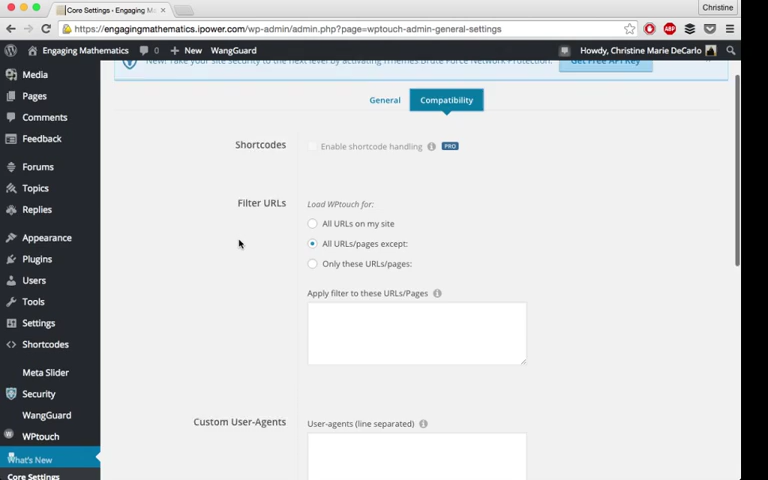 Christine
Core Settings ‹ Engaging Ma
https://engagingmathematics.ipower.com/wp-admin/admin.php?page=wptouch-admin-general-settings
Engaging Mathematics 0 + New WangGuard Howdy, Christine Marie DeCarlo
New! Take your site security to the next level by activating iThemes Brute Force Network Protection. Get Free API Key
Media
Pages
Comments
Feedback
Forums
Topics
Replies
Appearance
Plugins
Users
Tools
Settings
Shortcodes
Meta Slider
Security
WangGuard
WPtouch
What's New
Core Settings
General Compatibility
Shortcodes Enable shortcode handling PRO
Filter URLs Load WPtouch for:
All URLs on my site
All URLs/pages except:
Only these URLs/pages:
Apply filter to these URLs/Pages
Custom User-Agents User-agents (line separated)